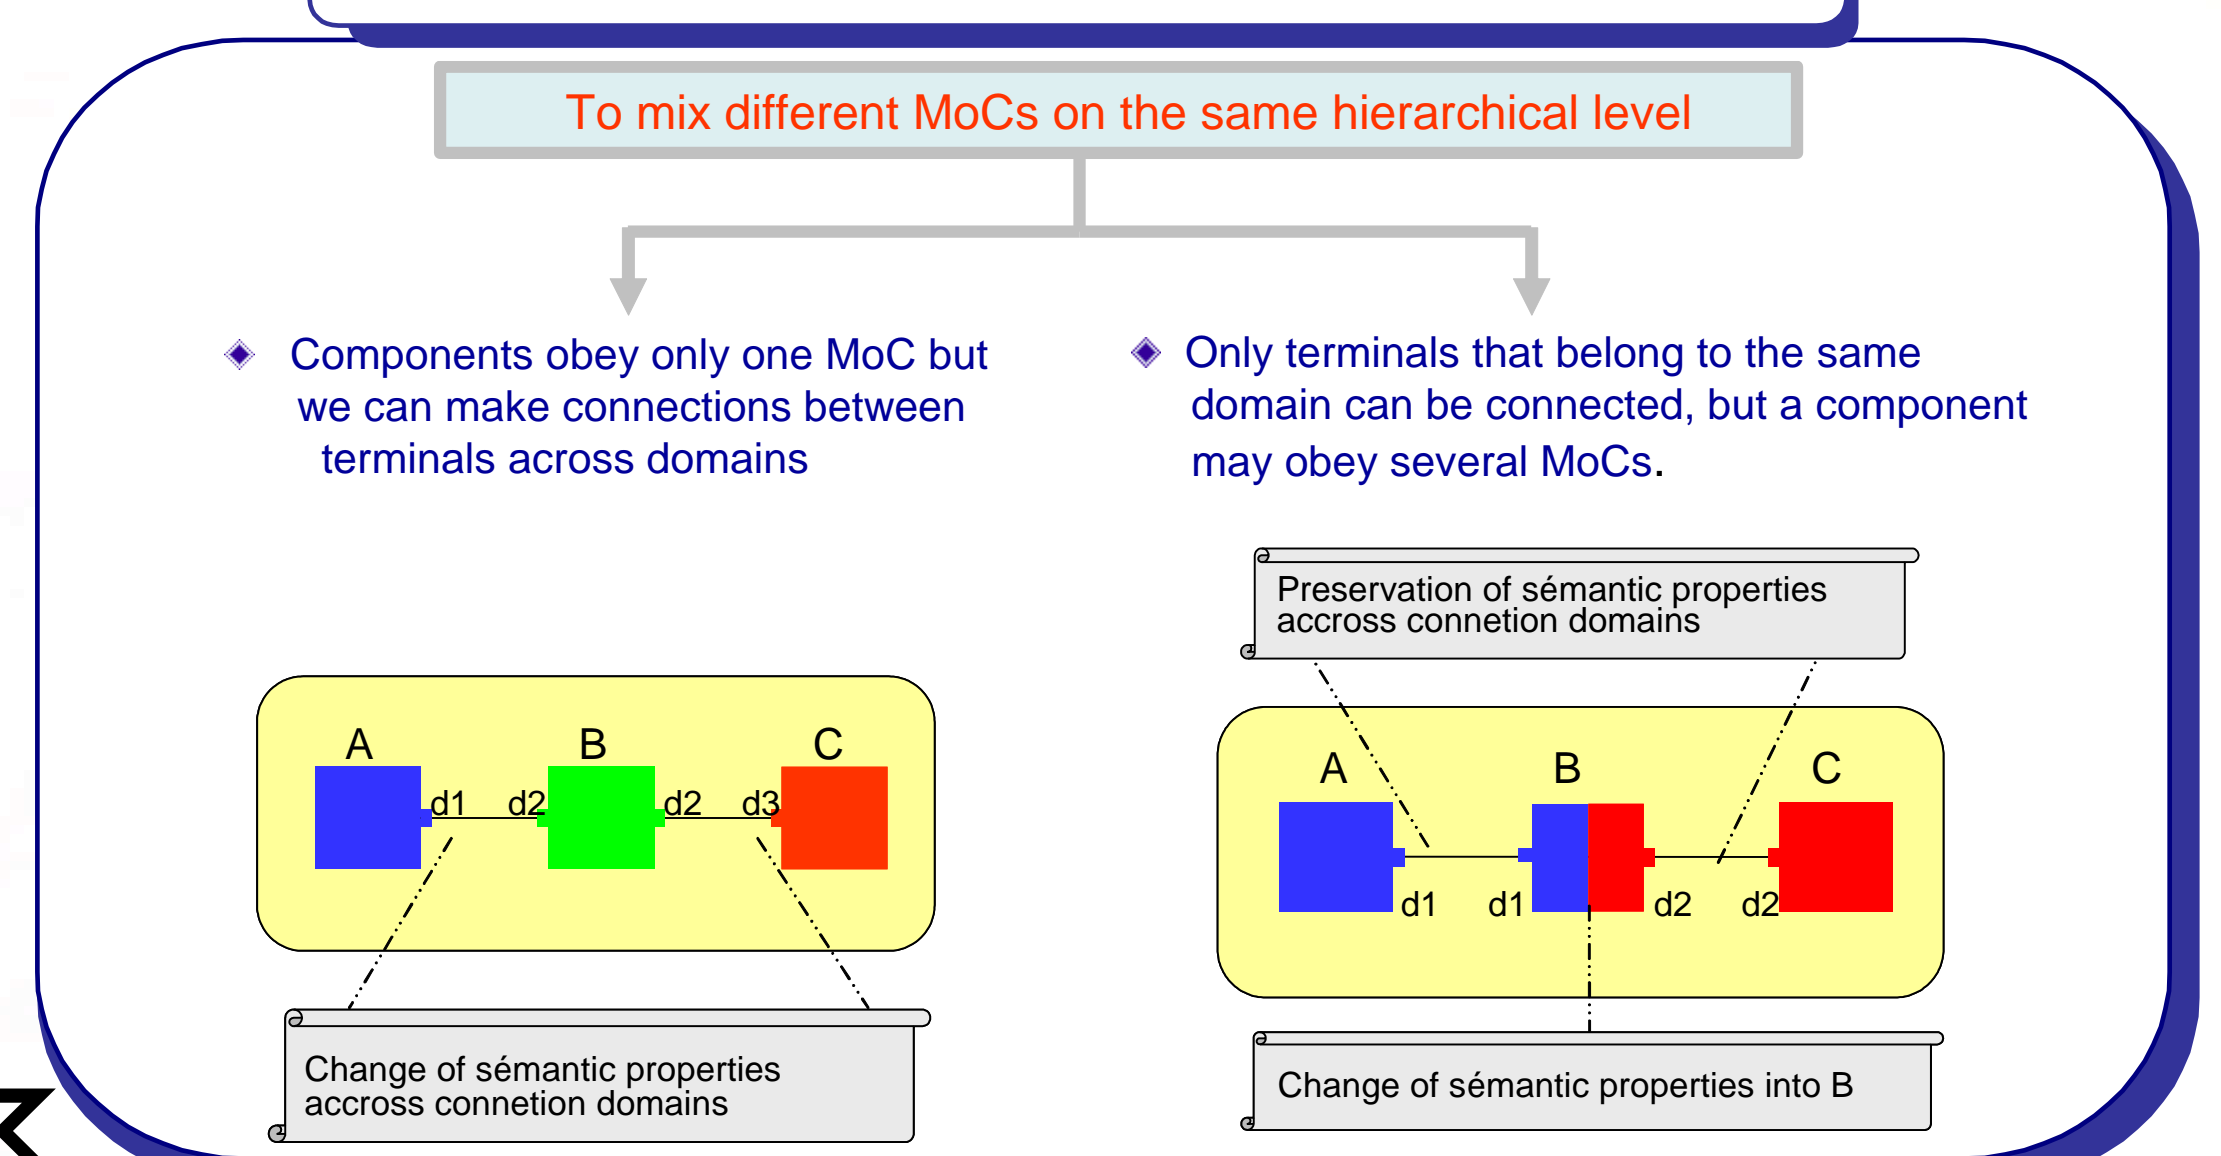 To mix different MoCs on the same hierarchical level
Components obey only one MoC but
we can make connections between
terminals across domains
Only terminals that belong to the same
domain can be connected, but a component
may obey several MoCs.
A B C
d1 d2 d2 d3
Change of sémantic properties
accross connetion domains
Preservation of sémantic properties
accross connetion domains
A B C
d1 d1 d2 d2
Change of sémantic properties into B